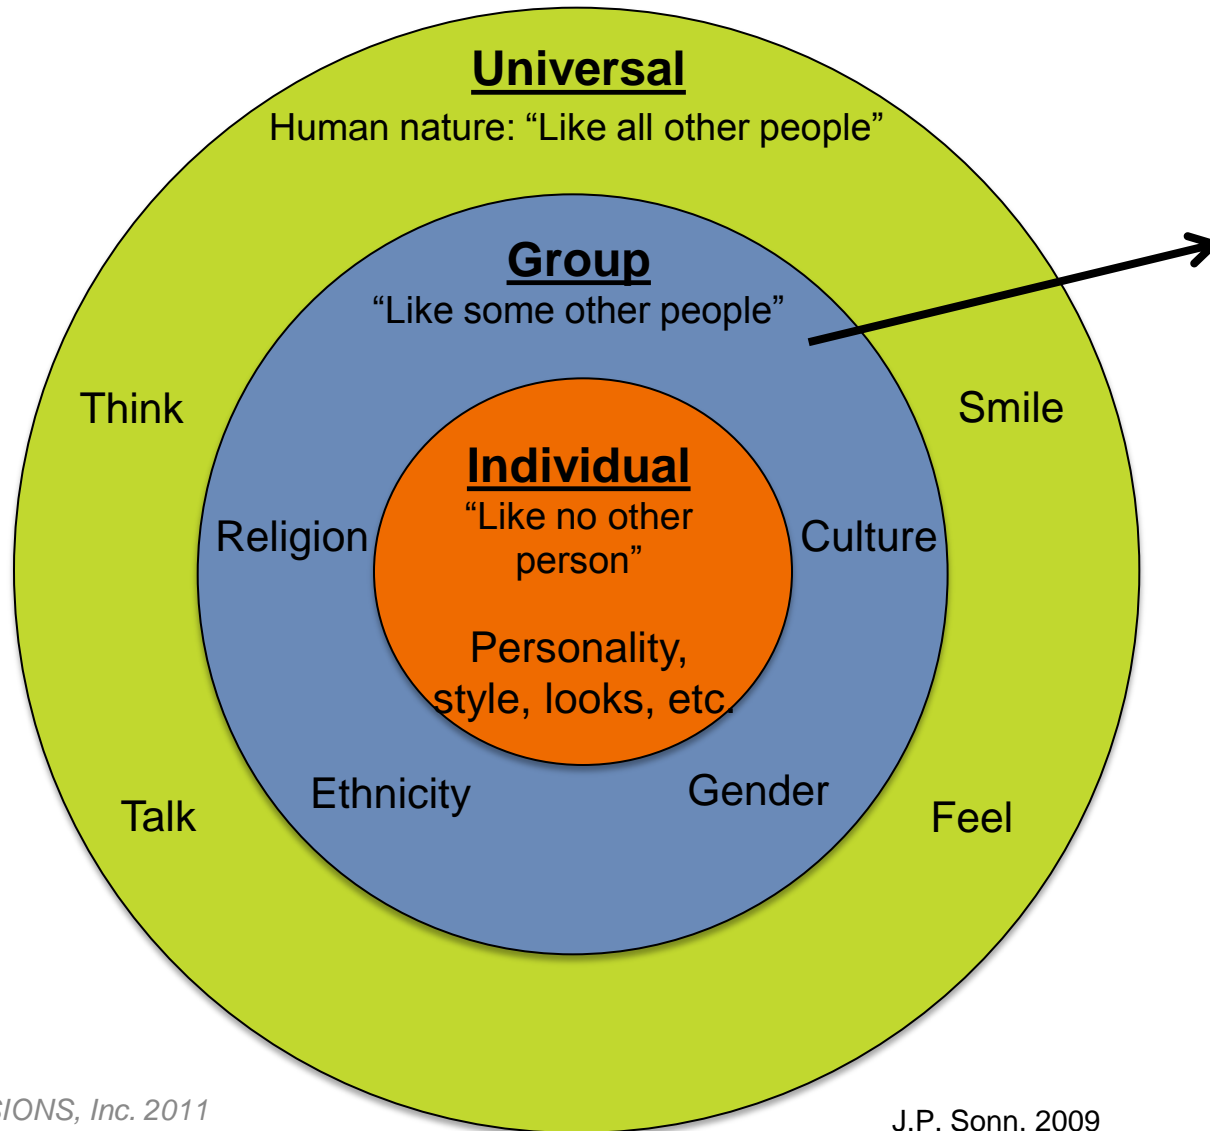 Universal
Human nature: “Like all other people”
Group
“Like some other people”
Think
Smile
Individual
“Like no other
person”
Religion
Culture
Personality,
style, looks, etc.
Ethnicity
Gender
Talk
Feel
SIONS, Inc. 2011
J.P. Sonn, 2009